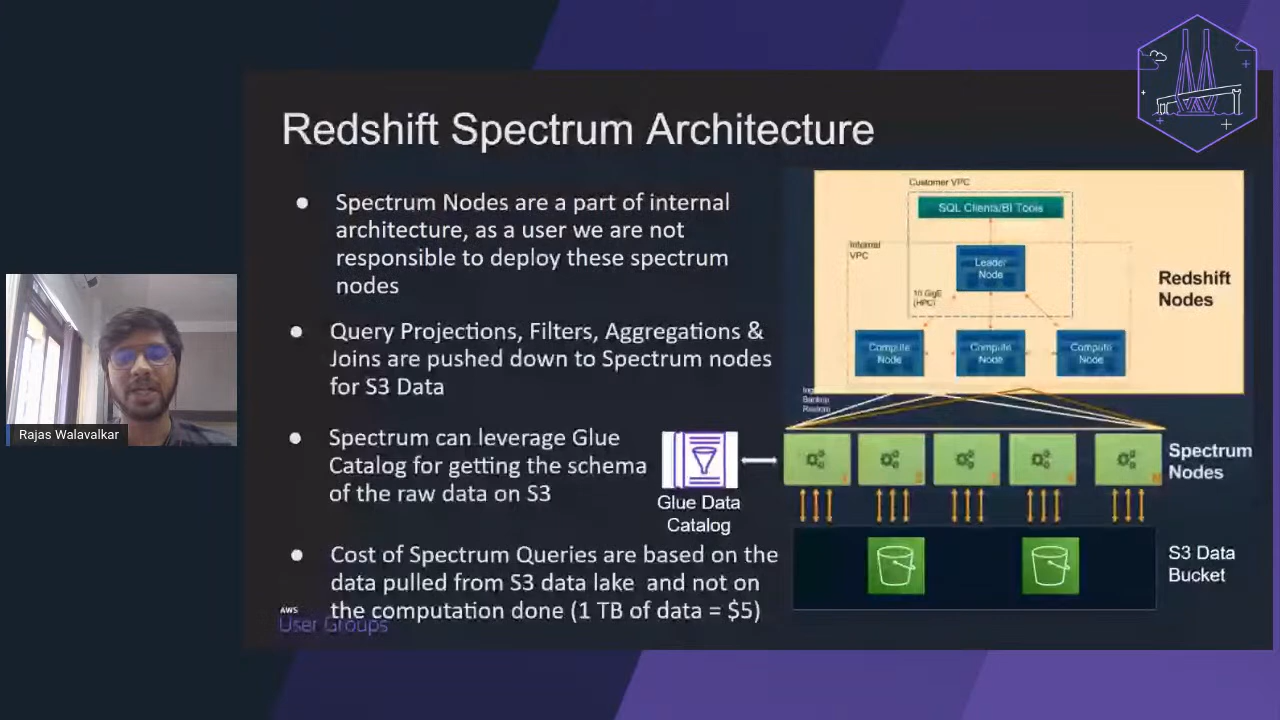 Redshift Spectrum Architecture
● Spectrum Nodes are a part of internal
architecture, as a user we are not
responsible to deploy these spectrum
nodes
● Query Projections, Filters, Aggregations &
Joins are pushed down to Spectrum nodes
for S3 Data
● Spectrum can leverage Glue
Catalog for getting the schema
of the raw data on S3
● Cost of Spectrum Queries are based on the
data pulled from S3 data lake and not on
the computation done (1 TB of data = $5)
AWS
User Groups
Rajas Walavalkar
Customer VPC
SQL Clients/BI Tools
Internal
VPC
Leader
Node
10 GigE
(HPC)
Compute
Node
Compute
Node
Compute
Node
Redshift
Nodes
Backup
Restore
Spectrum
Nodes
Glue Data
Catalog
S3 Data
Bucket